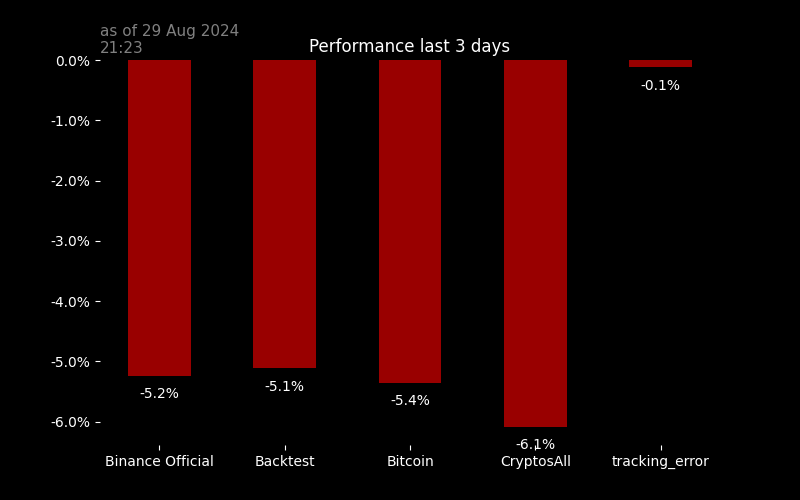 as of 29 Aug 2024
21:23
Performance last 3 days
0.0%
-1.0%
-2.0%
-3.0%
-4.0%
-5.0%
-6.0%
-5.2%
-5.1%
-5.4%
-6.1%
-0.1%
Binance Official
Backtest
Bitcoin
CryptosAll
tracking_error